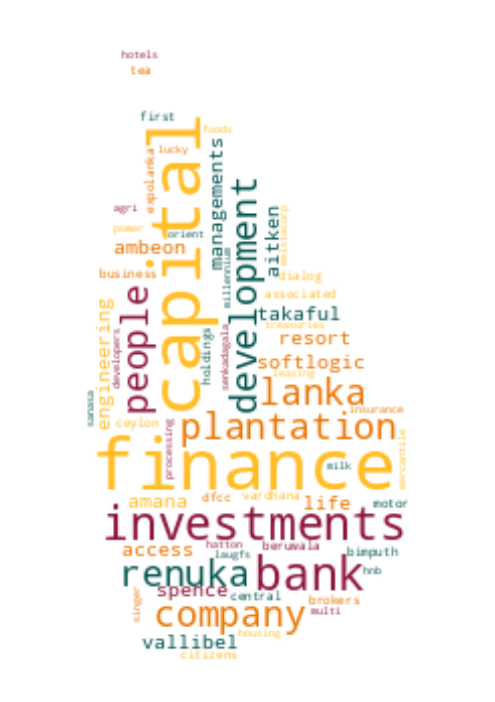 hotels
tea
first
foods
capital
lucky
expolanka
managements
development
agri
power
orient
ambeon
aitken
melstacorp
millennium
business
dialog
people
associated
engineering
developers
takaful
treasuries
holdings
senkadagala
resort
softlogic
leasing
lanka
sanasa
insurance
ceylon
processing
plantation
mercantile
finance
milk
amana
dfcc
vardhana
life
motor
investments
access
hatton
laugfs
beruwala
bimputh
renuka
bank
hnb
spence
central
singer
company
brokers
multi
vallibel
housing
citizens